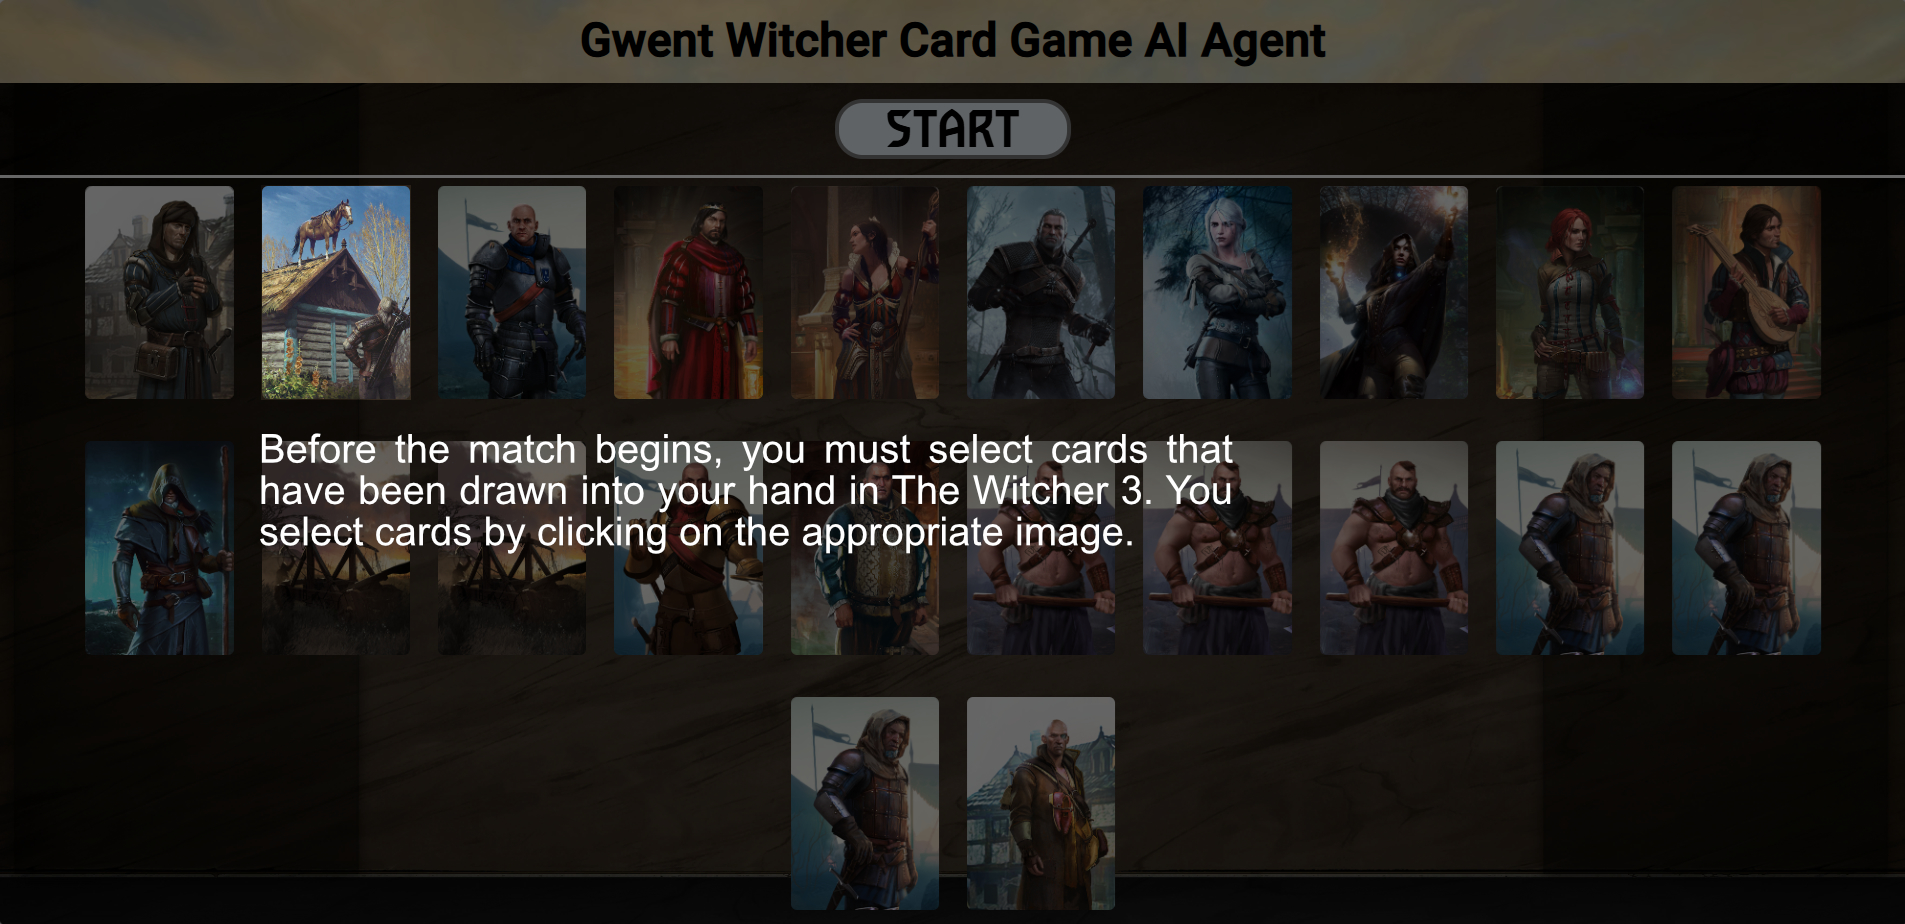 Gwent Witcher Card Game AI Agent
START
Before the match begins, you must select cards that
have been drawn into your hand in The Witcher 3. You
select cards by clicking on the appropriate image.